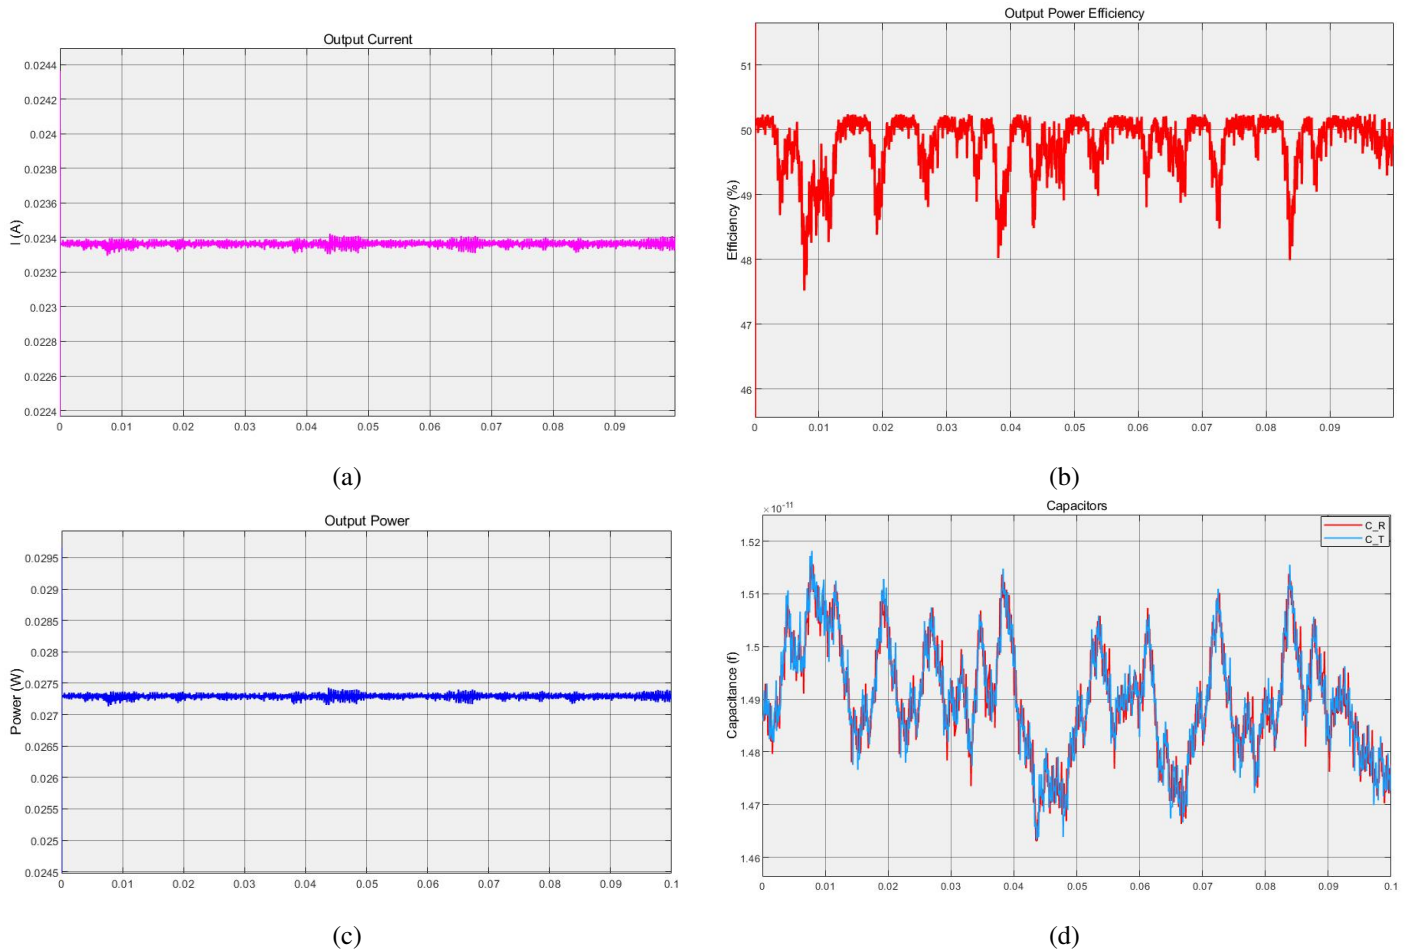 Output Current
I (A)
0.0244
0.0242
0.024
0.0238
0.0236
0.0234
0.0232
0.023
0.0228
0.0226
0.0224
0 0.01 0.02 0.03 0.04 0.05 0.06 0.07 0.08 0.09
(a)
Output Power Efficiency
Efficiency (%)
51
50
49
48
47
46
0 0.01 0.02 0.03 0.04 0.05 0.06 0.07 0.08 0.09
(b)
Output Power
Power (W)
0.0295
0.029
0.0285
0.028
0.0275
0.027
0.0265
0.026
0.0255
0.025
0.0245
0 0.01 0.02 0.03 0.04 0.05 0.06 0.07 0.08 0.09 0.1
(c)
Capacitors
× 10⁻¹¹
C_R
C_T
Capacitance (f)
1.52
1.51
1.5
1.49
1.48
1.47
1.46
0 0.01 0.02 0.03 0.04 0.05 0.06 0.07 0.08 0.09 0.1
(d)